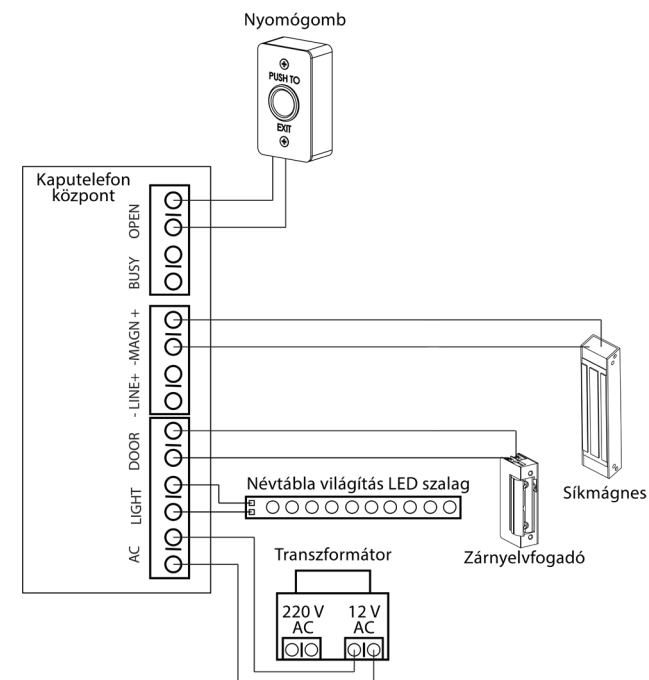 Nyomógomb
PUSH TO
EXIT
Kaputelefon
központ
OPEN
BUSY
-MAGN +
- LINE+
DOOR
LIGHT
AC
Síkmágnes
Névtábla világítás LED szalag
Zárnyelvfogadó
Transzformátor
220 V
AC
12 V
AC